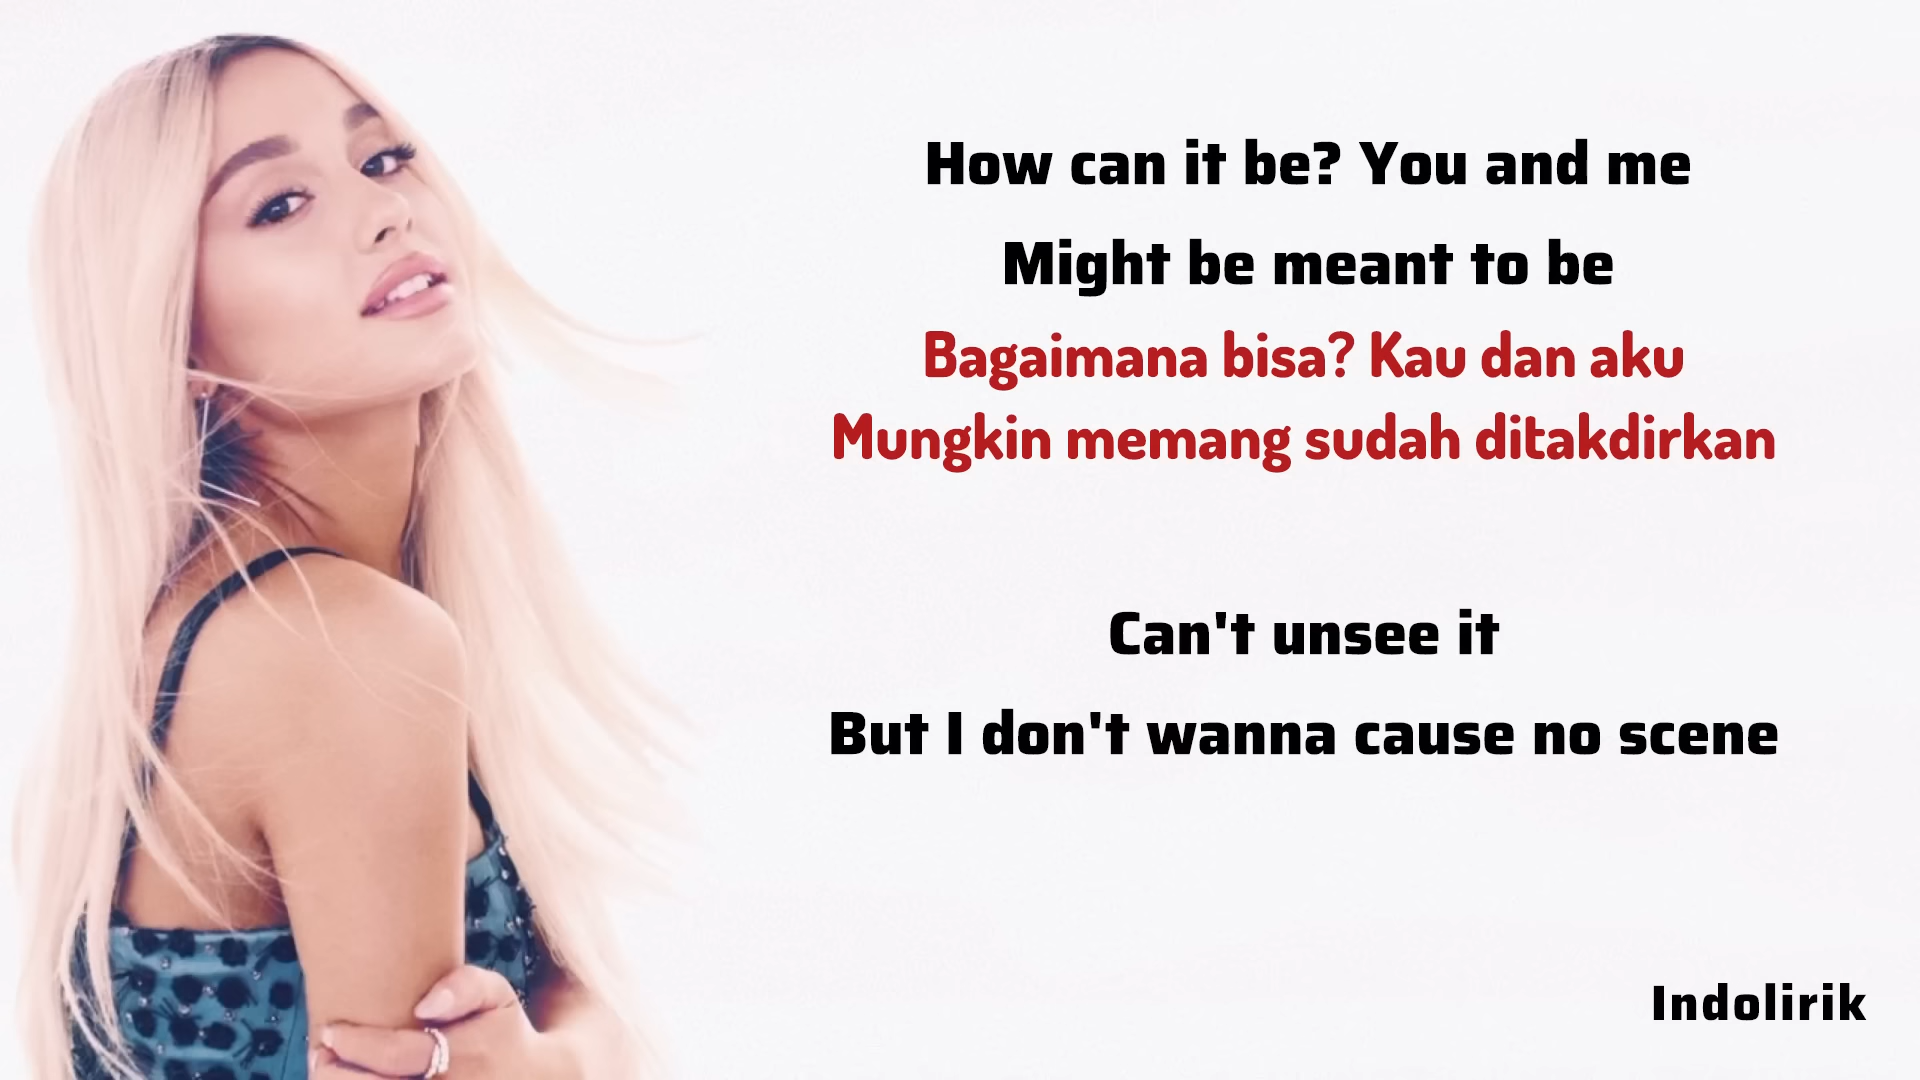 How can it be? You and me
Might be meant to be
Bagaimana bisa? Kau dan aku
Mungkin memang sudah ditakdirkan
Can't unsee it
But I don't wanna cause no scene
Indolirik